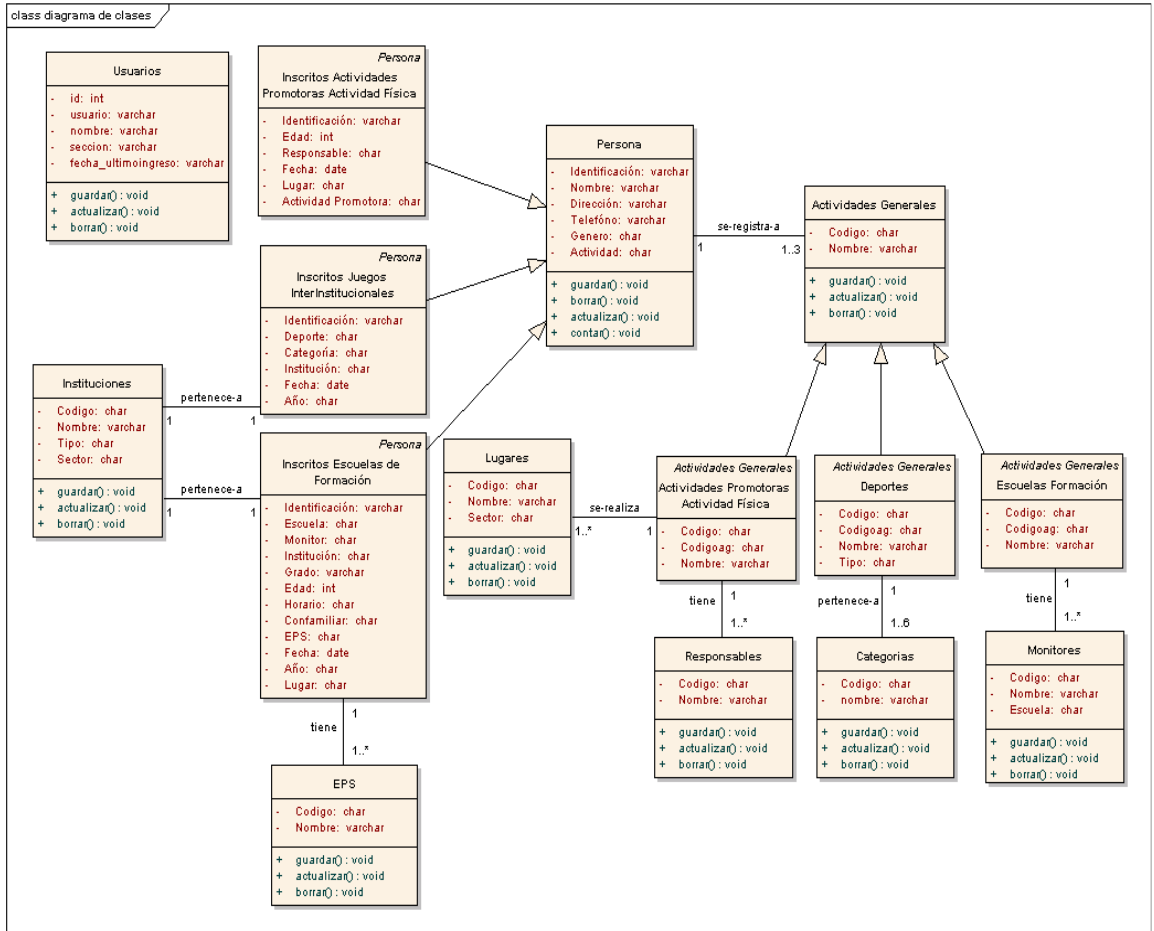 class diagrama de clases
Usuarios
- id: int
- usuario: varchar
- nombre: varchar
- seccion: varchar
- fecha_ultimoingreso: varchar
+ guardar() : void
+ actualizar() : void
+ borrar() : void
Persona
Inscritos Actividades
Promotoras Actividad Física
- Identificación: varchar
- Edad: int
- Responsable: char
- Fecha: date
- Lugar: char
- Actividad Promotora: char
Persona
- Identificación: varchar
- Nombre: varchar
- Dirección: varchar
- Telefóno: varchar
- Genero: char
- Actividad: char
+ guardar() : void
+ borrar() : void
+ actualizar() : void
+ contar() : void
se-registra-a
1
1..3
Actividades Generales
- Codigo: char
- Nombre: varchar
+ guardar() : void
+ actualizar() : void
+ borrar() : void
Persona
Inscritos Juegos
InterInstitucionales
- Identificación: varchar
- Deporte: char
- Categoría: char
- Institución: char
- Fecha: date
- Año: char
Instituciones
- Codigo: char
- Nombre: varchar
- Tipo: char
- Sector: char
+ guardar() : void
+ actualizar() : void
+ borrar() : void
pertenece-a
1
1
pertenece-a
1
1
Persona
Inscritos Escuelas de
Formación
- Identificación: varchar
- Escuela: char
- Monitor: char
- Institución: char
- Grado: varchar
- Edad: int
- Horario: char
- Confamiliar: char
- EPS: char
- Fecha: date
- Año: char
- Lugar: char
Lugares
- Codigo: char
- Nombre: varchar
- Sector: char
+ guardar() : void
+ actualizar() : void
+ borrar() : void
se-realiza
1..*
1
Actividades Generales
Actividades Promotoras
Actividad Física
- Codigo: char
- Codigoag: char
- Nombre: varchar
Actividades Generales
Deportes
- Codigo: char
- Codigoag: char
- Nombre: varchar
- Tipo: char
Actividades Generales
Escuelas Formación
- Codigo: char
- Codigoag: char
- Nombre: varchar
tiene
1
1..*
pertenece-a
1
1..6
tiene
1
1..*
Responsables
- Codigo: char
- Nombre: varchar
+ guardar() : void
+ actualizar() : void
+ borrar() : void
Categorias
- Codigo: char
- nombre: varchar
+ guardar() : void
+ actualizar() : void
+ borrar() : void
Monitores
- Codigo: char
- Nombre: varchar
- Escuela: char
+ guardar() : void
+ actualizar() : void
+ borrar() : void
tiene
1
1..*
EPS
- Codigo: char
- Nombre: varchar
+ guardar() : void
+ actualizar() : void
+ borrar() : void